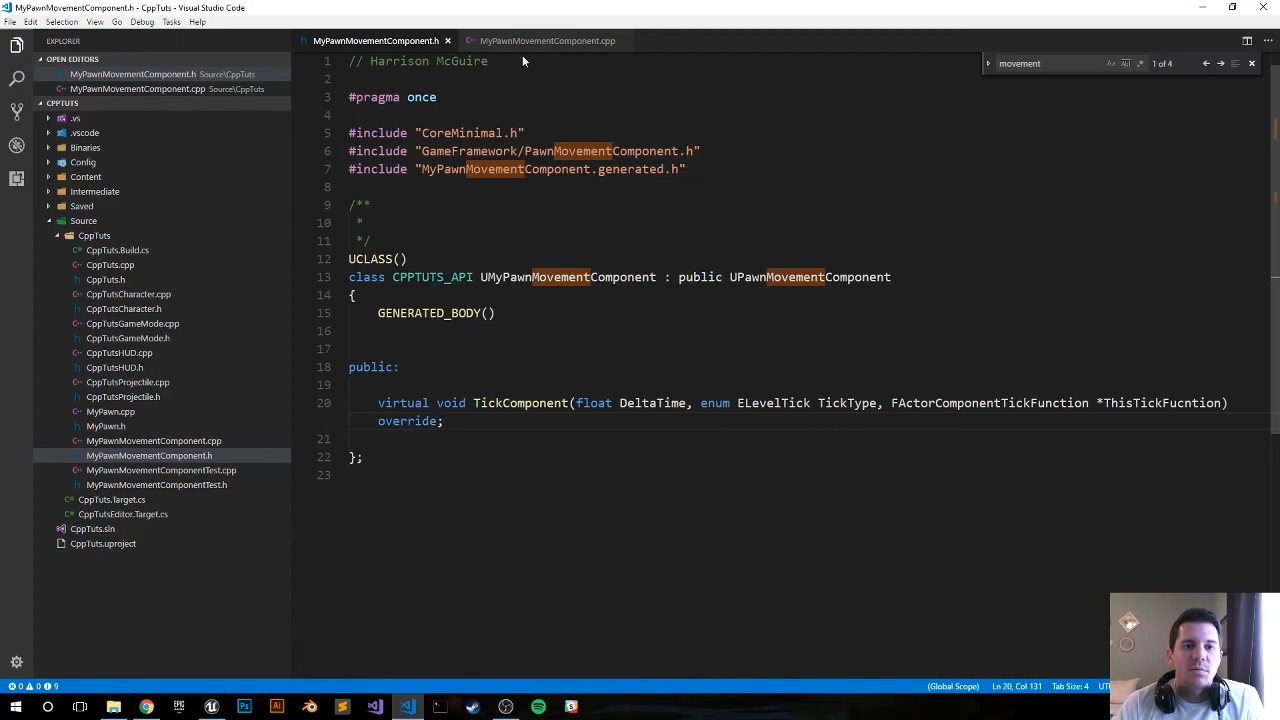 MyPawnMovementComponent.h - CppTuts - Visual Studio Code
File Edit Selection View Go Debug Tasks Help
EXPLORER
OPEN EDITORS
MyPawnMovementComponent.h Source\CppTuts
MyPawnMovementComponent.cpp Source\CppTuts
CPPTUTS
.vs
.vscode
Binaries
Config
Content
Intermediate
Saved
Source
CppTuts
CppTuts.Build.cs
CppTuts.cpp
CppTuts.h
CppTutsCharacter.cpp
CppTutsCharacter.h
CppTutsGameMode.cpp
CppTutsGameMode.h
CppTutsHUD.cpp
CppTutsHUD.h
CppTutsProjectile.cpp
CppTutsProjectile.h
MyPawn.cpp
MyPawn.h
MyPawnMovementComponent.cpp
MyPawnMovementComponent.h
MyPawnMovementComponentTest.cpp
MyPawnMovementComponentTest.h
CppTuts.Target.cs
CppTutsEditor.Target.cs
CppTuts.sln
CppTuts.uproject
MyPawnMovementComponent.h MyPawnMovementComponent.cpp
movement 1 of 4
1 // Harrison McGuire
2
3 #pragma once
4
5 #include "CoreMinimal.h"
6 #include "GameFramework/PawnMovementComponent.h"
7 #include "MyPawnMovementComponent.generated.h"
8
9 /**
10 *
11 */
12 UCLASS()
13 class CPPTUTS_API UMyPawnMovementComponent : public UPawnMovementComponent
14 {
15 GENERATED_BODY()
16
17
18 public:
19
20 virtual void TickComponent(float DeltaTime, enum ELevelTick TickType, FActorComponentTickFunction *ThisTickFucntion)
override;
21
22 };
23
0 0 9 (Global Scope) Ln 20, Col 131 Tab Size: 4